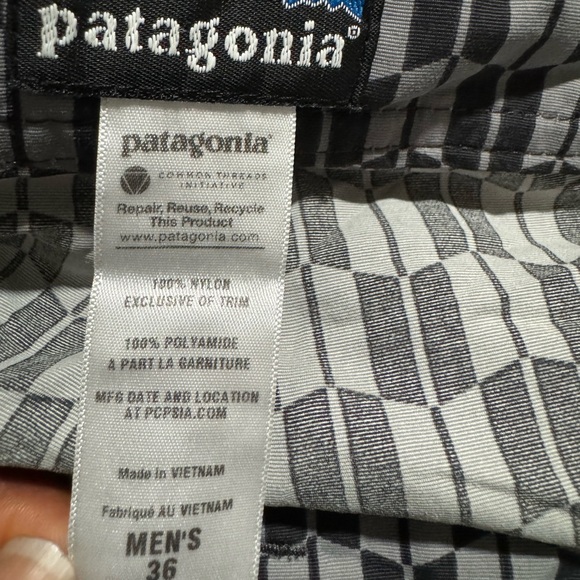 patagonia®
patagonia®
COMMON THREADS
INITIATIVE
Repair, Reuse, Recycle
This Product
www.patagonia.com
100% NYLON
EXCLUSIVE OF TRIM
100% POLYAMIDE
A PART LA GARNITURE
MFG DATE AND LOCATION
AT PCPSIA.COM
Made in VIETNAM
Fabriqué AU VIETNAM
MEN'S
36